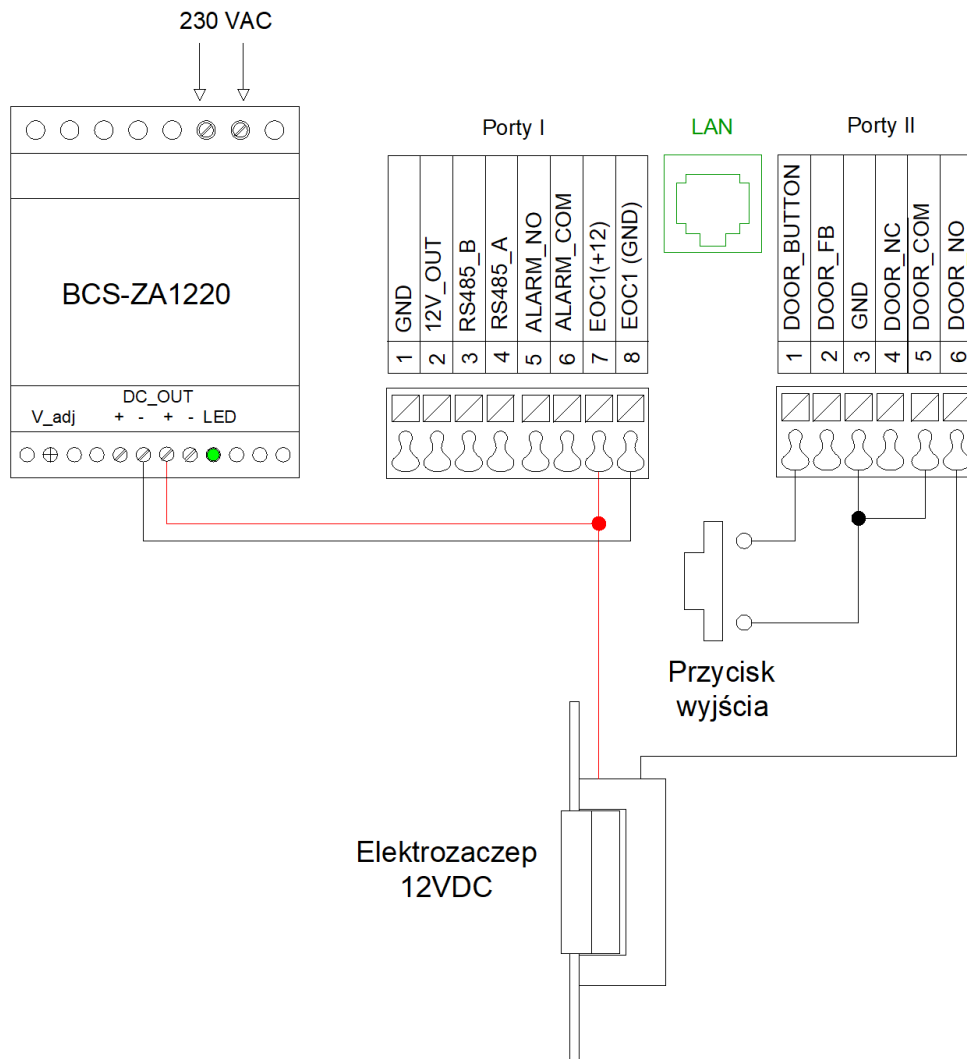 230 VAC
BCS-ZA1220
DC_OUT
V_adj + - + - LED
Porty I
GND
12V_OUT
RS485_B
RS485_A
ALARM_NO
ALARM_COM
EOC1(+12)
EOC1 (GND)
1 2 3 4 5 6 7 8
LAN
Porty II
DOOR_BUTTON
DOOR_FB
GND
DOOR_NC
DOOR_COM
DOOR_NO
1 2 3 4 5 6
Przycisk
wyjścia
Elektrozaczep
12VDC